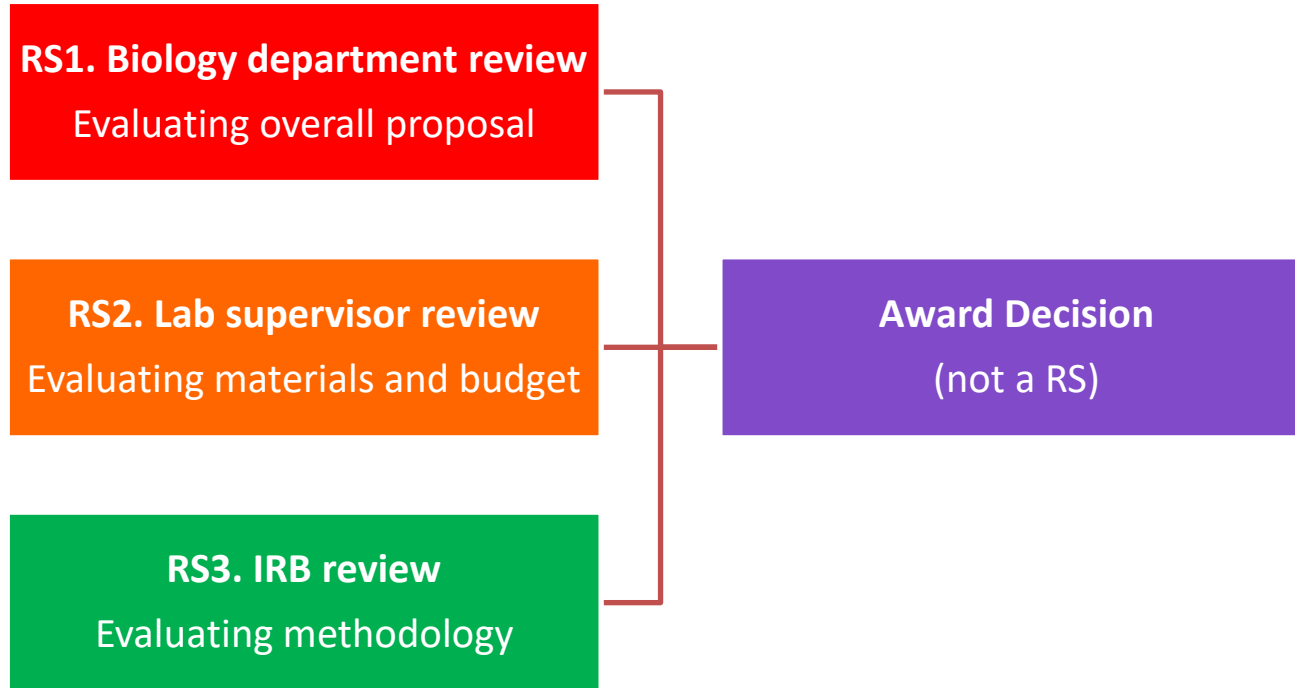 RS1. Biology department review
Evaluating overall proposal
RS2. Lab supervisor review
Evaluating materials and budget
Award Decision
(not a RS)
RS3. IRB review
Evaluating methodology